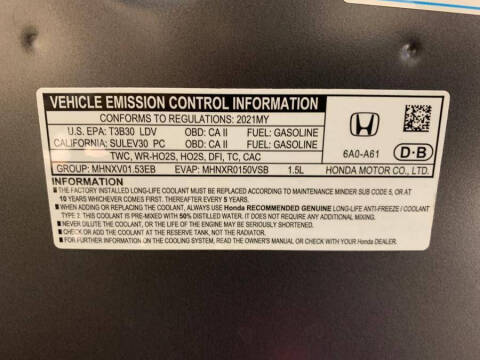 VEHICLE EMISSION CONTROL INFORMATION
CONFORMS TO REGULATIONS: 2021MY
U.S. EPA: T3B30 LDV OBD: CA II FUEL: GASOLINE
CALIFORNIA: SULEV30 PC OBD: CA II FUEL: GASOLINE
TWC, WR-HO2S, HO2S, DFI, TC, CAC
GROUP: MHNXV01.53EB EVAP: MHNXR0150VSB 1.5L
6A0-A61
D·B
HONDA MOTOR CO., LTD.
INFORMATION
■ THE FACTORY INSTALLED LONG-LIFE COOLANT MUST BE REPLACED ACCORDING TO MAINTENANCE MINDER SUB CODE 5, OR AT
10 YEARS WHICHEVER COMES FIRST. THEREAFTER EVERY 5 YEARS.
■ WHEN ADDING OR REPLACING THE COOLANT, ALWAYS USE Honda RECOMMENDED GENUINE LONG-LIFE ANTIFREEZE / COOLANT
TYPE 2. THIS COOLANT IS PRE-MIXED WITH 50% DISTILLED WATER. IT DOES NOT REQUIRE ANY ADDITIONAL MIXING.
■ NEVER DILUTE THE COOLANT, OR THE LIFE OF THE ENGINE MAY BE SERIOUSLY SHORTENED.
■ CHECK OR ADD THE COOLANT AT THE RESERVE TANK, NOT THE RADIATOR.
■ FOR FURTHER INFORMATION ON THE COOLING SYSTEM, READ THE OWNER'S MANUAL OR CHECK WITH AN AUTHORIZED Honda DEALER.